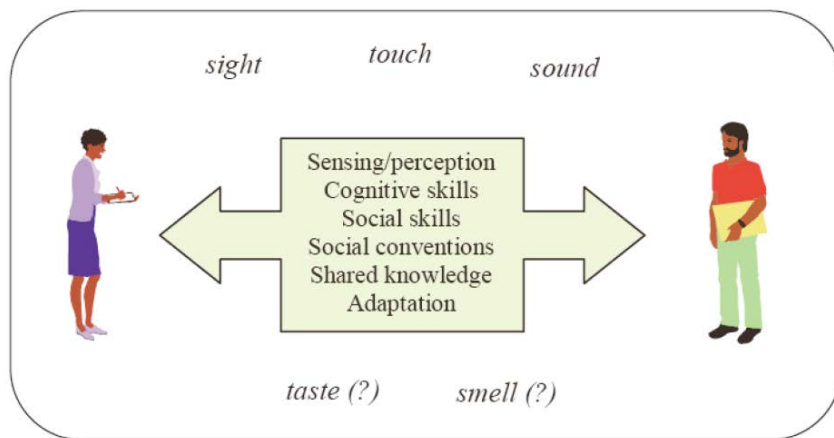 touch
sight
sound
Sensing/perception
Cognitive skills
Social skills
Social conventions
Shared knowledge
Adaptation
taste (?)
smell (?)